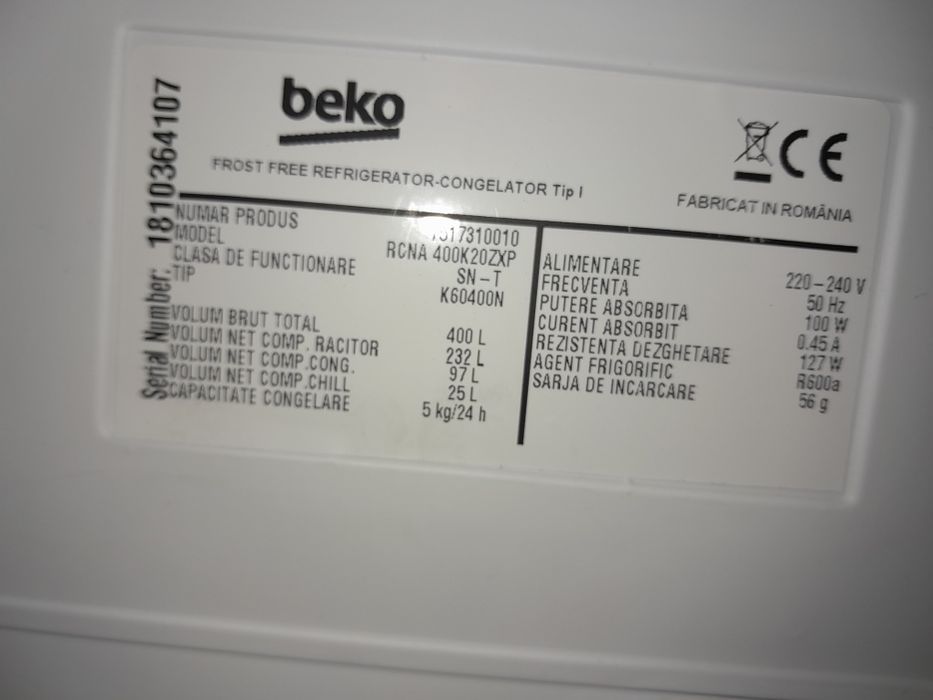 beko
CE
FROST FREE REFRIGERATOR-CONGELATOR Tip I
FABRICAT IN ROMÂNIA
Serial Number: 1810364107
NUMAR PRODUS
MODEL RCNA 400K20ZXP
CLASA DE FUNCTIONARE SN-T
TIP K60400N
VOLUM BRUT TOTAL 400 L
VOLUM NET COMP. RACITOR 232 L
VOLUM NET COMP.CONG. 97 L
VOLUM NET COMP.CHILL 25 L
CAPACITATE CONGELARE 5 kg/24 h
ALIMENTARE 220-240 V
FRECVENTA 50 Hz
PUTERE ABSORBITA 100 W
CURENT ABSORBIT 0.45 A
REZISTENTA DEZGHETARE 127 W
AGENT FRIGORIFIC R600a
SARJA DE INCARCARE 56 g